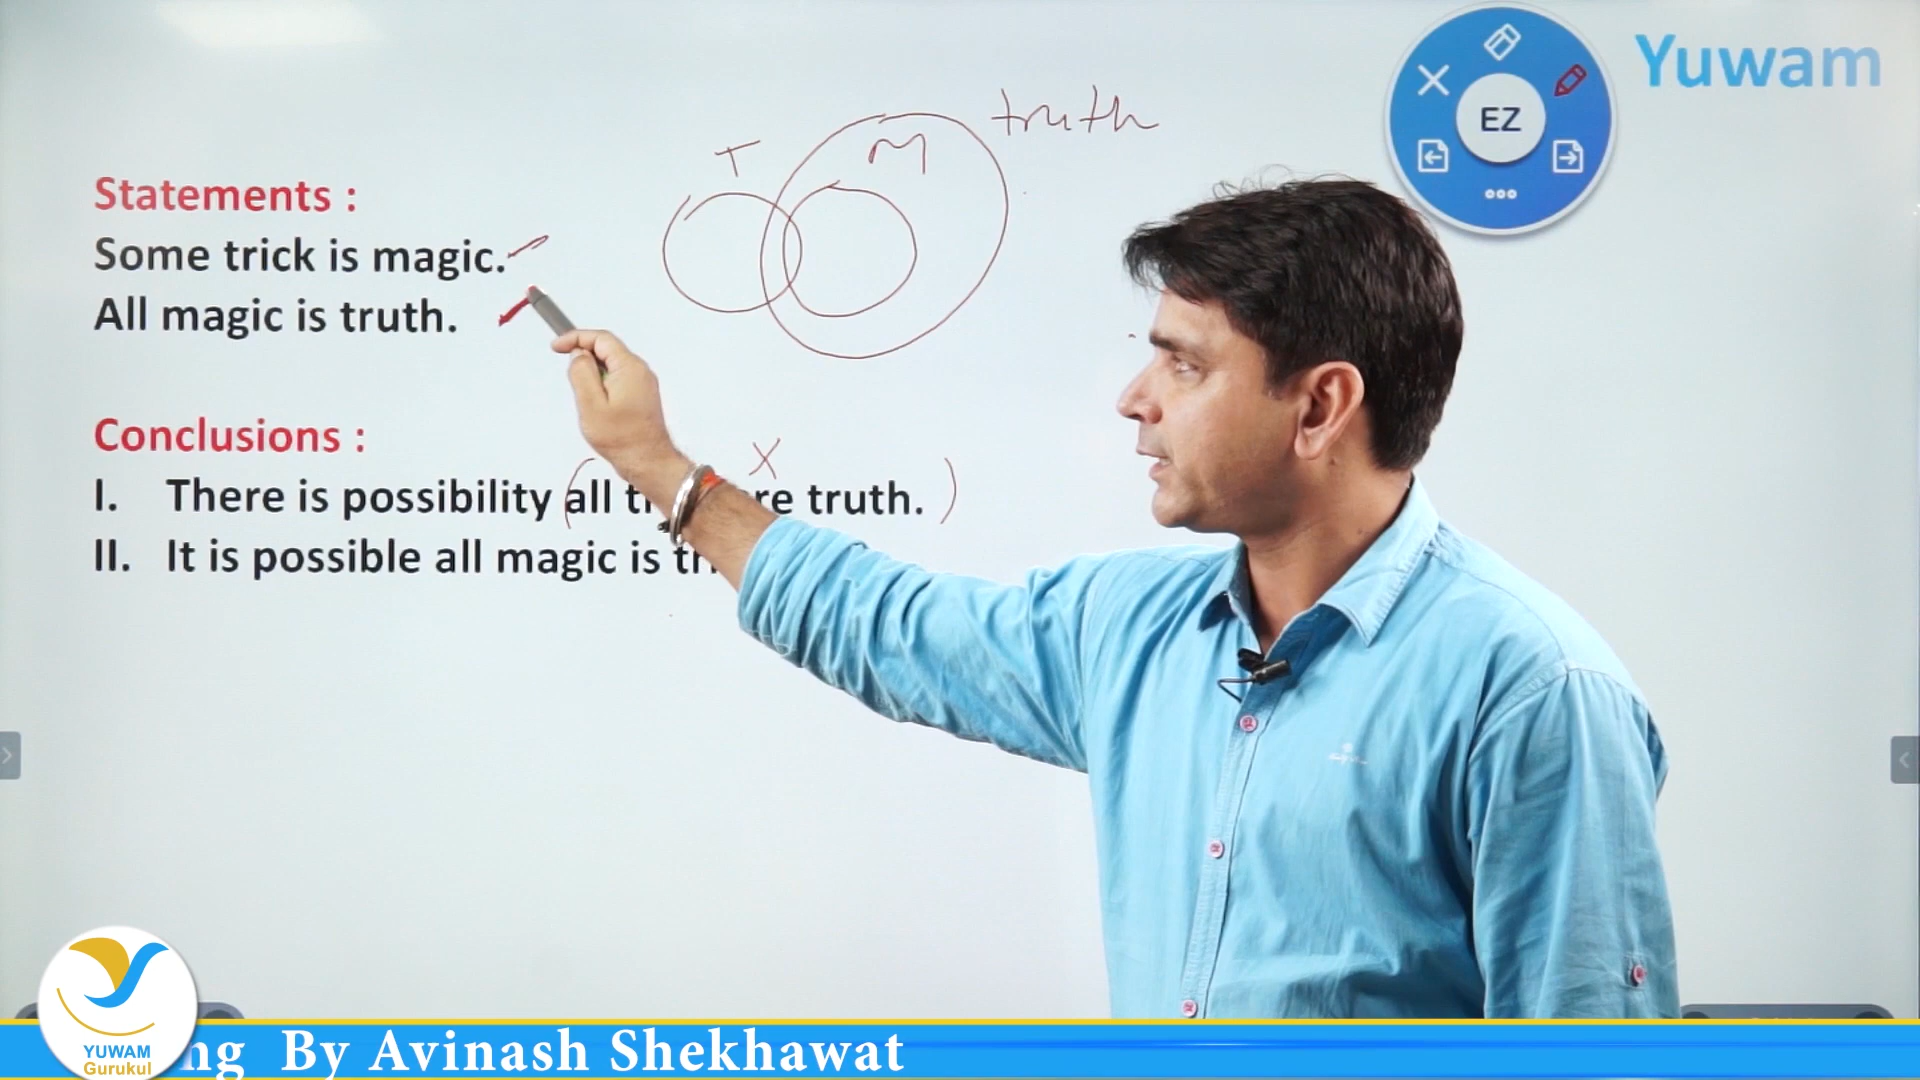 Yuwam
EZ
truth
M
T
Statements :
Some trick is magic.
All magic is truth.
Conclusions :
X
I. There is possibility (all are truth.)
II. It is possible all magic is
By Avinash Shekhawat
YUWAM
Gurukul